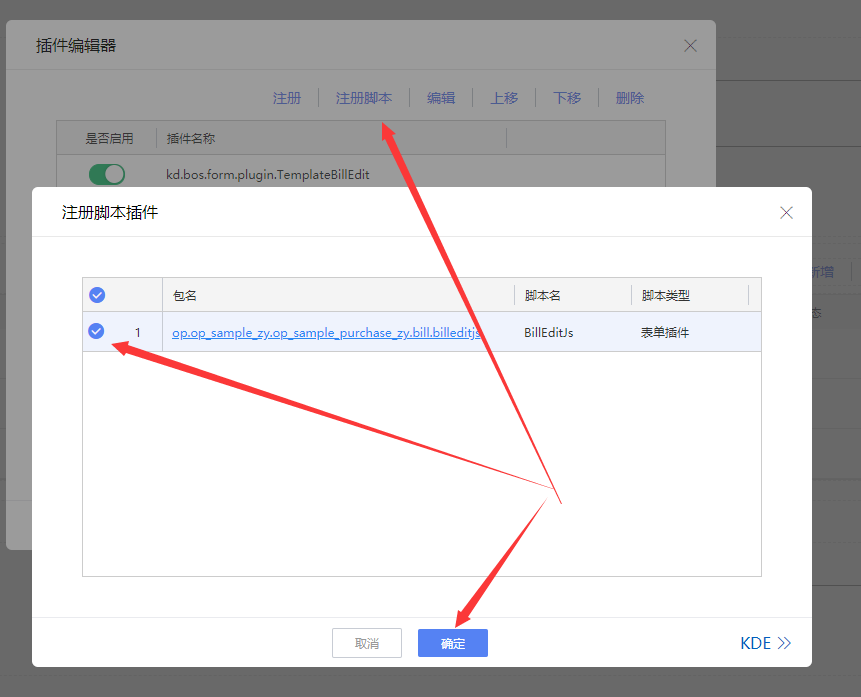 插件编辑器
注册 注册脚本 编辑 上移 下移 删除
是否启用 插件名称
kd.bos.form.plugin.TemplateBillEdit
注册脚本插件
新增
包名 脚本名 脚本类型
态
1 op.op_sample_zy.op_sample_purchase_zy.bill.billeditjs BillEditJs 表单插件
取消 确定 KDE